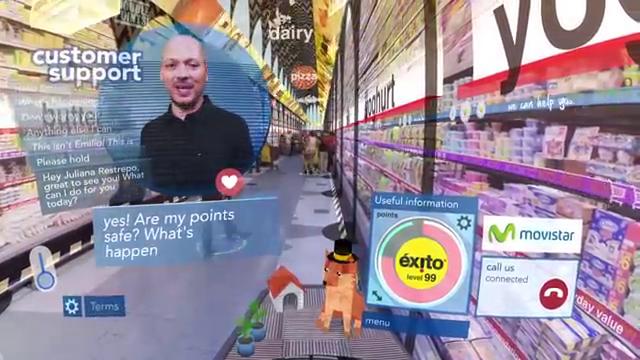 dairy
pizza
yoghurt
yo
we can help you
customer
support
Anything else I can
This isn't Emilio! This is
Please hold
Hey Juliana Restrepo,
great to see you! What
can I do for you
today?
yes! Are my points
safe? What's
happen
Terms
Useful information
points
éxito
level 99
menu
movistar
call us
connected
day value